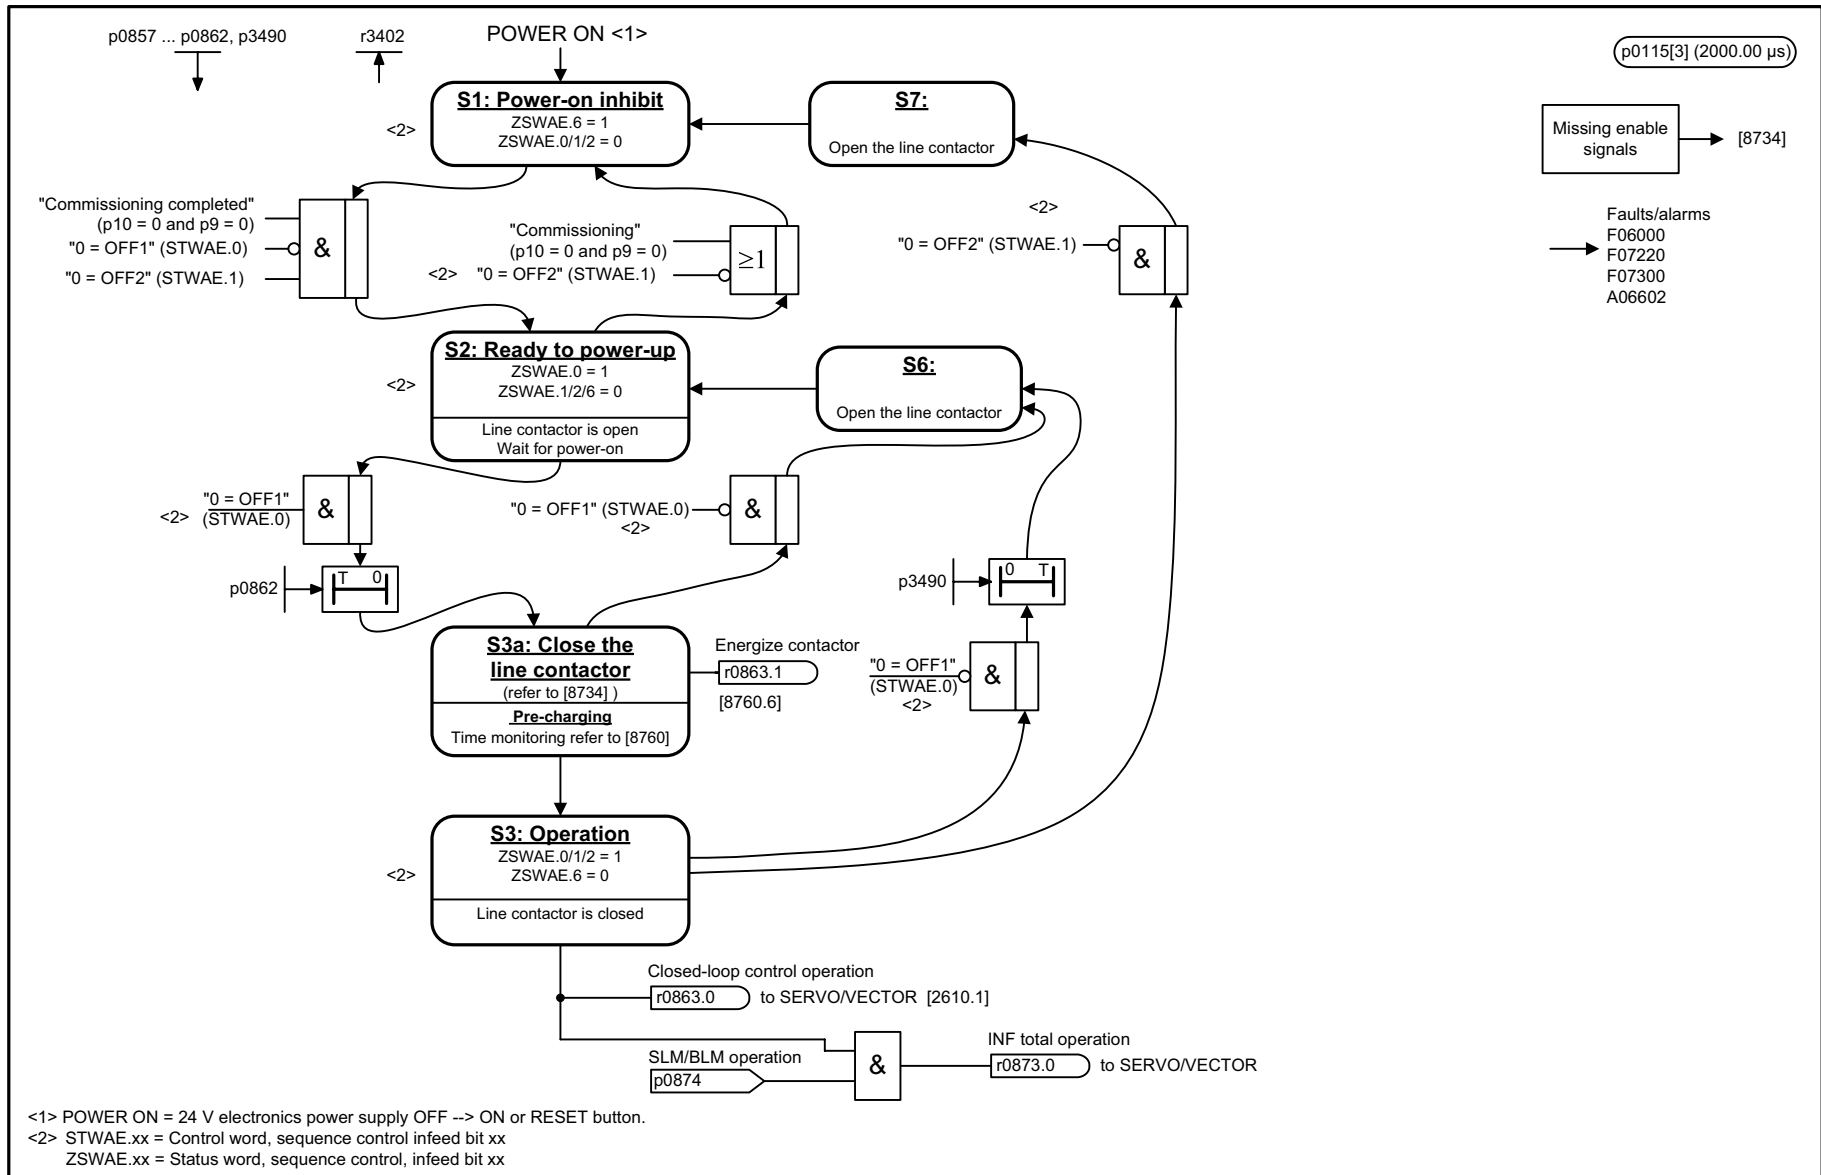 p0857 ... p0862, p3490
r3402
POWER ON <1>
p0115[3] (2000.00 µs)
S1: Power-on inhibit
ZSWAE.6 = 1
ZSWAE.0/1/2 = 0
<2>
S7:
Open the line contactor
Missing enable
signals
[8734]
"Commissioning completed"
(p10 = 0 and p9 = 0)
"0 = OFF1" (STWAE.0)
"0 = OFF2" (STWAE.1)
&
"Commissioning"
(p10 = 0 and p9 = 0)
<2> "0 = OFF2" (STWAE.1)
≥1
<2>
"0 = OFF2" (STWAE.1)
&
Faults/alarms
F06000
F07220
F07300
A06602
S2: Ready to power-up
ZSWAE.0 = 1
ZSWAE.1/2/6 = 0
<2>
Line contactor is open
Wait for power-on
S6:
Open the line contactor
<2> "0 = OFF1"
(STWAE.0)
&
"0 = OFF1" (STWAE.0)
<2>
&
p0862
T 0
p3490
0 T
S3a: Close the
line contactor
(refer to [8734] )
Pre-charging
Time monitoring refer to [8760]
Energize contactor
r0863.1
[8760.6]
"0 = OFF1"
(STWAE.0)
<2>
&
S3: Operation
ZSWAE.0/1/2 = 1
ZSWAE.6 = 0
<2>
Line contactor is closed
Closed-loop control operation
r0863.0 to SERVO/VECTOR [2610.1]
SLM/BLM operation
p0874
&
INF total operation
r0873.0 to SERVO/VECTOR
<1> POWER ON = 24 V electronics power supply OFF --> ON or RESET button.
<2> STWAE.xx = Control word, sequence control infeed bit xx
ZSWAE.xx = Status word, sequence control, infeed bit xx